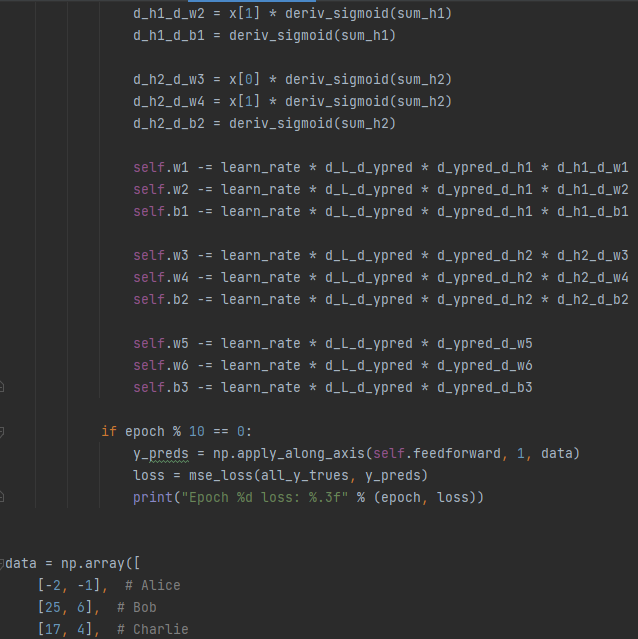 d_h1_d_w2 = x[1] * deriv_sigmoid(sum_h1)
d_h1_d_b1 = deriv_sigmoid(sum_h1)
d_h2_d_w3 = x[0] * deriv_sigmoid(sum_h2)
d_h2_d_w4 = x[1] * deriv_sigmoid(sum_h2)
d_h2_d_b2 = deriv_sigmoid(sum_h2)
self.w1 -= learn_rate * d_L_d_ypred * d_ypred_d_h1 * d_h1_d_w1
self.w2 -= learn_rate * d_L_d_ypred * d_ypred_d_h1 * d_h1_d_w2
self.b1 -= learn_rate * d_L_d_ypred * d_ypred_d_h1 * d_h1_d_b1
self.w3 -= learn_rate * d_L_d_ypred * d_ypred_d_h2 * d_h2_d_w3
self.w4 -= learn_rate * d_L_d_ypred * d_ypred_d_h2 * d_h2_d_w4
self.b2 -= learn_rate * d_L_d_ypred * d_ypred_d_h2 * d_h2_d_b2
self.w5 -= learn_rate * d_L_d_ypred * d_ypred_d_w5
self.w6 -= learn_rate * d_L_d_ypred * d_ypred_d_w6
self.b3 -= learn_rate * d_L_d_ypred * d_ypred_d_b3
if epoch % 10 == 0:
y_preds = np.apply_along_axis(self.feedforward, 1, data)
loss = mse_loss(all_y_trues, y_preds)
print("Epoch %d loss: %.3f" % (epoch, loss))
data = np.array([
[-2, -1],  # Alice
[25, 6],  # Bob
[17, 4],  # Charlie